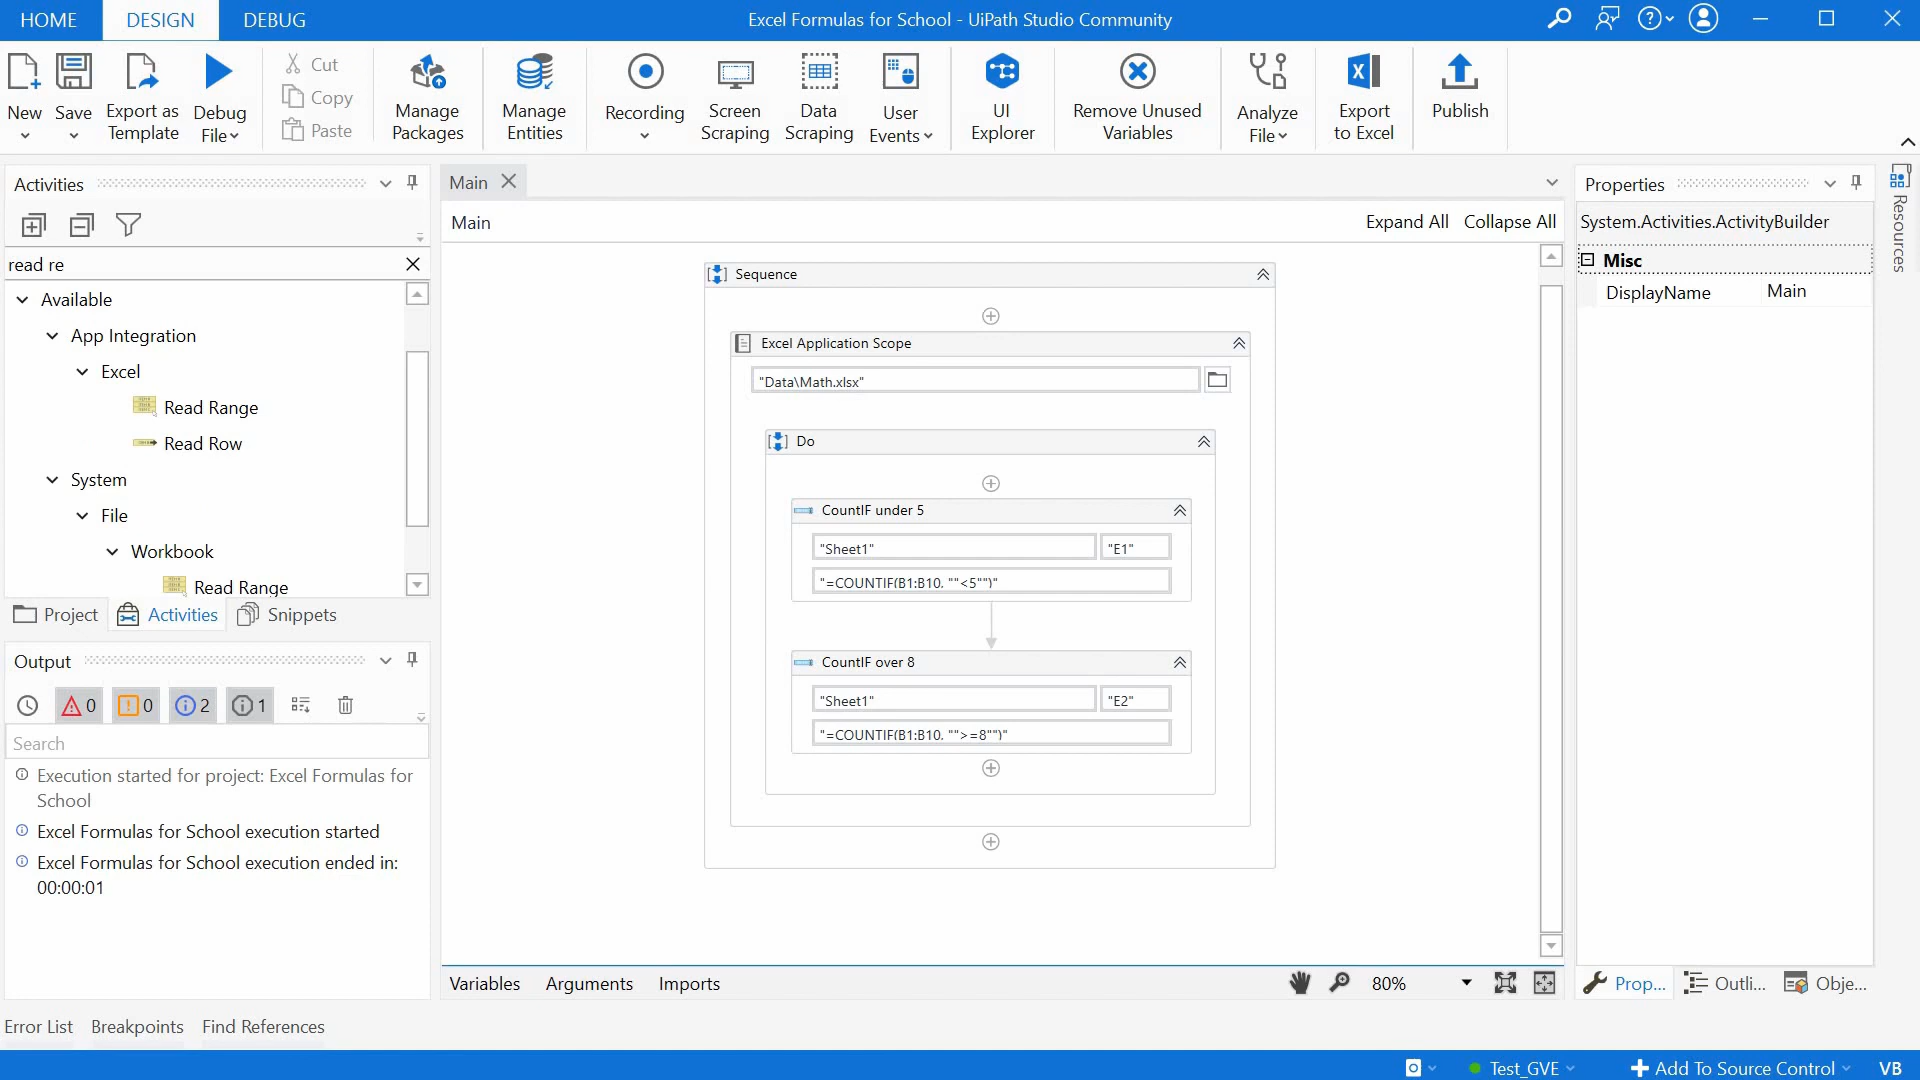 HOME
DESIGN
DEBUG
Excel Formulas for School - UiPath Studio Community
New
Save
Export as
Template
Debug
File
Cut
Copy
Paste
Manage
Packages
Manage
Entities
Recording
Screen
Scraping
Data
Scraping
User
Events
UI
Explorer
Remove Unused
Variables
Analyze
File
Export
to Excel
Publish
Activities
read re
Available
App Integration
Excel
Read Range
Read Row
System
File
Workbook
Read Range
Project
Activities
Snippets
Output
0
0
2
1
Search
Execution started for project: Excel Formulas for
School
Excel Formulas for School execution started
Excel Formulas for School execution ended in:
00:00:01
Main
Main
Expand All
Collapse All
Sequence
Excel Application Scope
"Data\Math.xlsx"
Do
CountIF under 5
"Sheet1"
"E1"
"=COUNTIF(B1:B10, ""<5"")"
CountIF over 8
"Sheet1"
"E2"
"=COUNTIF(B1:B10, "">=8"")"
Variables
Arguments
Imports
80%
Properties
System.Activities.ActivityBuilder
Misc
DisplayName
Main
Resources
Prop...
Outli...
Obje...
Error List
Breakpoints
Find References
Test_GVE
Add To Source Control
VB